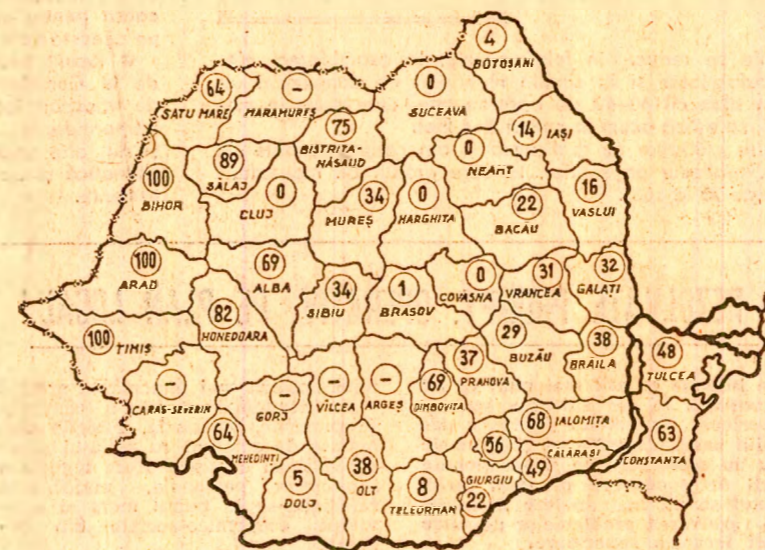 4
BOTOȘANI
64
SATU MARE
–
MARAMUREȘ
0
SUCEAVA
75
BISTRIȚA-
NĂSAUD
14 IAȘI
0
NEAMȚ
89
SĂLAJ
100
BIHOR
0
CLUJ
34
MUREȘ
0
HARGHITA
22
BACĂU
16
VASLUI
100
ARAD
69
ALBA
34
SIBIU
1
BRAȘOV
0
COVASNA
31
VRANCEA
32
GALAȚI
82
HONEDOARA
100 TIMIȘ
29
BUZĂU
38
BRĂILA
48
TULCEA
–
CARAȘ-SEVERIN
–
GORJ
–
VÎLCEA
–
ARGEȘ
69
DÎMBOVIȚA
37
PRAHOVA
68 IALOMIȚA
63
CONSTANȚA
64
MEHEDINȚI
56
CĂLĂRAȘI
49
5
DOLJ
38
OLT
8
TELEORMAN
GIURGIU
22